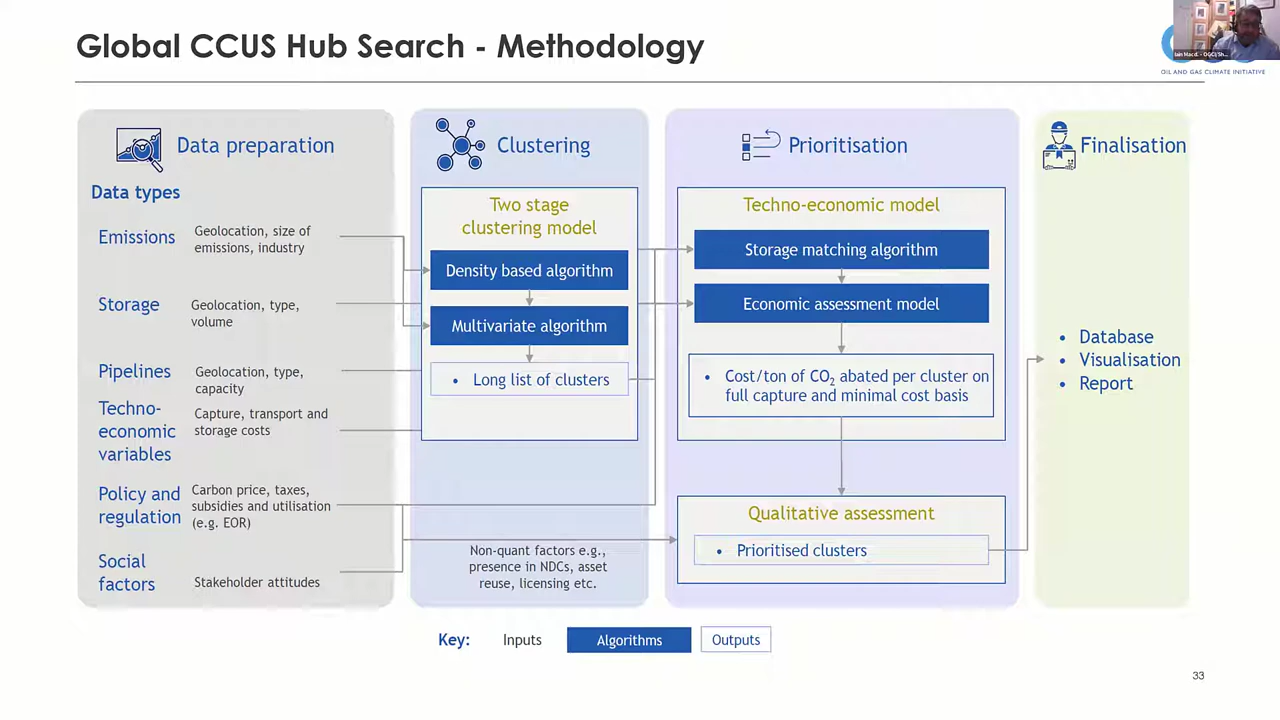 Global CCUS Hub Search - Methodology
OIL AND GAS CLIMATE INITIATIVE
Data preparation
Data types
Emissions
Geolocation, size of
emissions, industry
Storage
Geolocation, type,
volume
Pipelines
Geolocation, type,
capacity
Techno-
economic
variables
Capture, transport and
storage costs
Policy and
regulation
Carbon price, taxes,
subsidies and utilisation
(e.g. EOR)
Social
factors
Stakeholder attitudes
Clustering
Two stage
clustering model
Density based algorithm
Multivariate algorithm
• Long list of clusters
Non-quant factors e.g.,
presence in NDCs, asset
reuse, licensing etc.
Prioritisation
Techno-economic model
Storage matching algorithm
Economic assessment model
• Cost/ton of CO₂ abated per cluster on
full capture and minimal cost basis
Qualitative assessment
• Prioritised clusters
Finalisation
• Database
• Visualisation
• Report
Key:
Inputs
Algorithms
Outputs
33